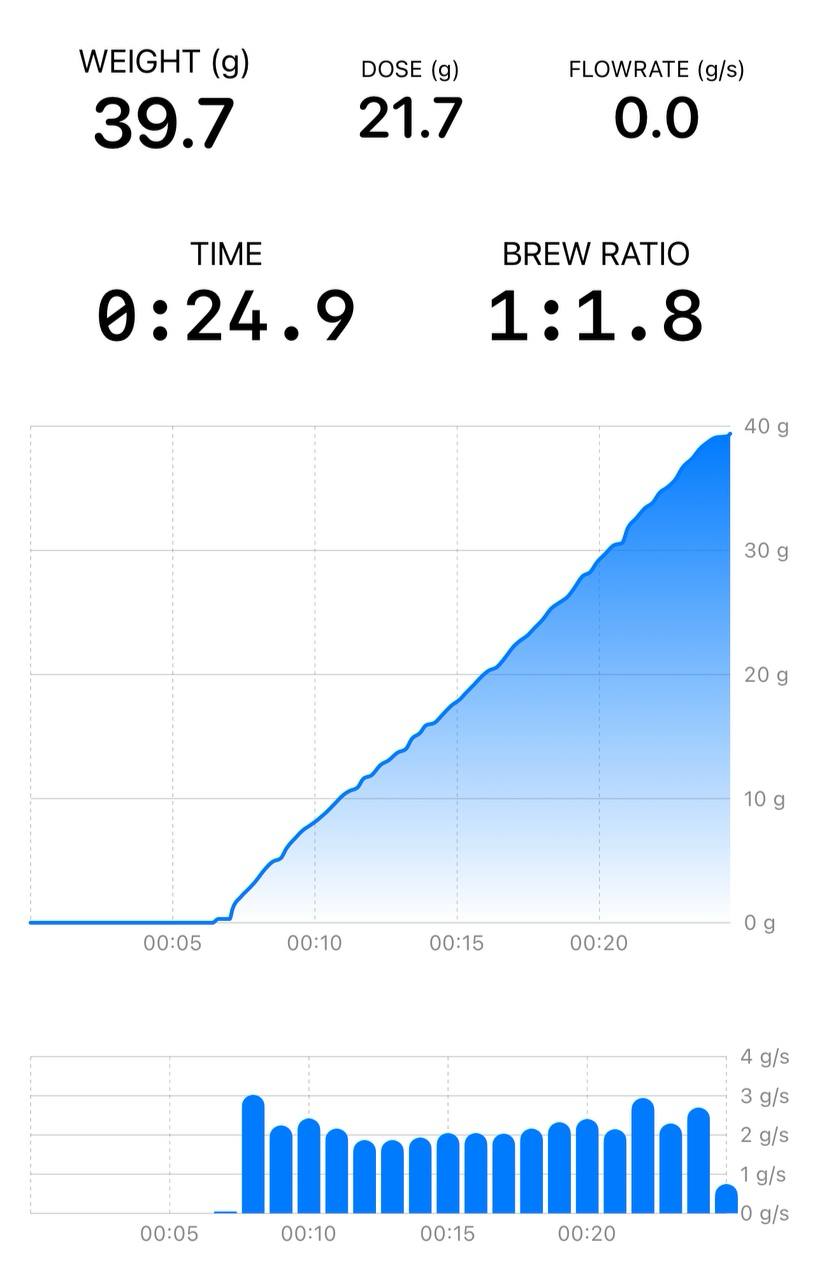 WEIGHT (g) DOSE (g) FLOWRATE (g/s)
39.7 21.7 0.0
TIME BREW RATIO
0:24.9 1:1.8
40 g
30 g
20 g
10 g
0 g
00:05 00:10 00:15 00:20
4 g/s
3 g/s
2 g/s
1 g/s
0 g/s
00:05 00:10 00:15 00:20